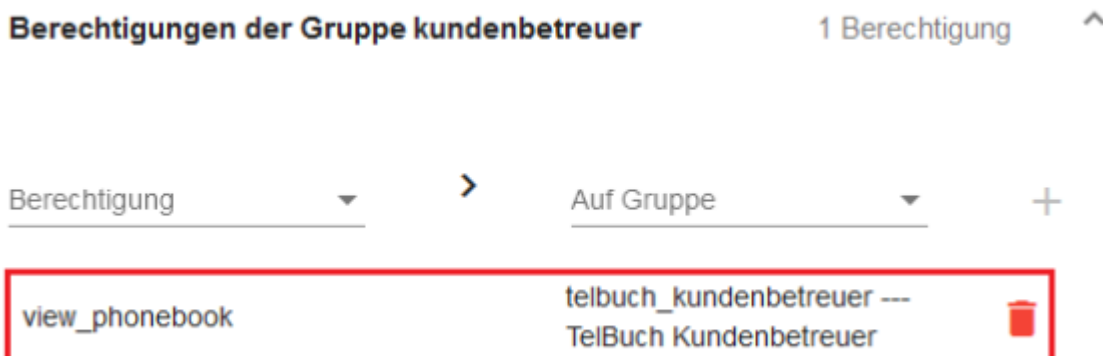 Berechtigungen der Gruppe kundenbetreuer 1 Berechtigung
Berechtigung Auf Gruppe
view_phonebook telbuch_kundenbetreuer ---
TelBuch Kundenbetreuer